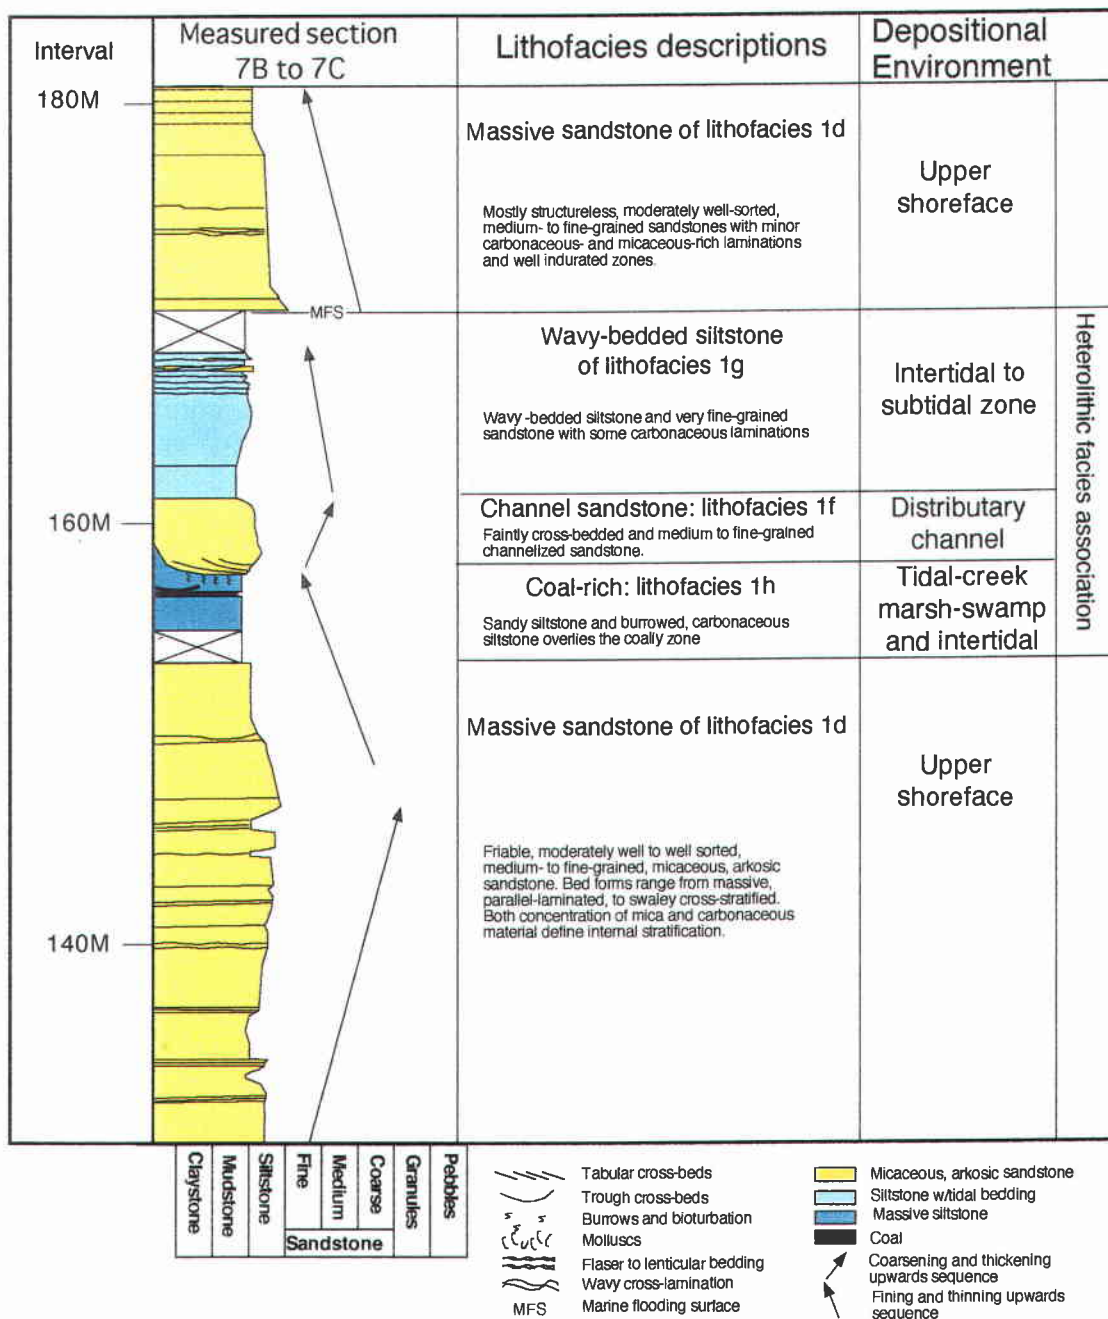 Interval
Measured section
7B to 7C
Lithofacies descriptions
Depositional
Environment
180M
Massive sandstone of lithofacies 1d
Mostly structureless, moderately well-sorted,
medium- to fine-grained sandstones with minor
carbonaceous- and micaceous-rich laminations
and well indurated zones.
Upper
shoreface
MFS
Wavy-bedded siltstone
of lithofacies 1g
Wavy -bedded siltstone and very fine-grained
sandstone with some carbonaceous laminations
Intertidal to
subtidal zone
Heterolithic facies association
160M
Channel sandstone: lithofacies 1f
Faintly cross-bedded and medium to fine-grained
channelized sandstone.
Distributary
channel
Coal-rich: lithofacies 1h
Sandy siltstone and burrowed, carbonaceous
siltstone overlies the coally zone
Tidal-creek
marsh-swamp
and intertidal
Massive sandstone of lithofacies 1d
Friable, moderately well to well sorted,
medium- to fine-grained, micaceous, arkosic
sandstone. Bed forms range from massive,
parallel-laminated, to swaley cross-stratified.
Both concentration of mica and carbonaceous
material define internal stratification.
Upper
shoreface
140M
Claystone
Mudstone
Siltstone
Fine
Medium
Coarse
Granules
Pebbles
Sandstone
Tabular cross-beds
Trough cross-beds
Burrows and bioturbation
Molluscs
Flaser to lenticular bedding
Wavy cross-lamination
MFS Marine flooding surface
Micaceous, arkosic sandstone
Siltstone w/tidal bedding
Massive siltstone
Coal
Coarsening and thickening
upwards sequence
Fining and thinning upwards
sequence